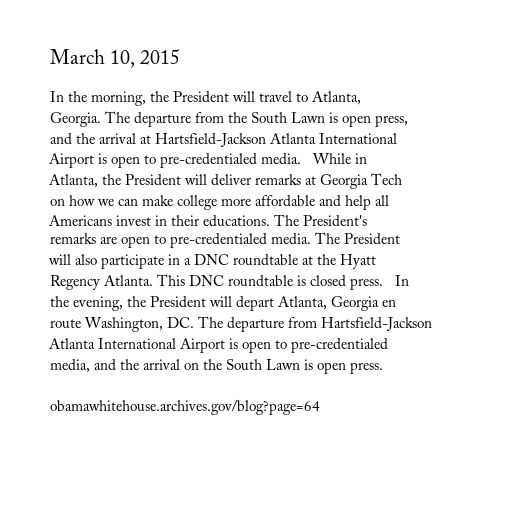 March 10, 2015
In the morning, the President will travel to Atlanta,
Georgia. The departure from the South Lawn is open press,
and the arrival at Hartsfield-Jackson Atlanta International
Airport is open to pre-credentialed media.   While in
Atlanta, the President will deliver remarks at Georgia Tech
on how we can make college more affordable and help all
Americans invest in their educations. The President's
remarks are open to pre-credentialed media. The President
will also participate in a DNC roundtable at the Hyatt
Regency Atlanta. This DNC roundtable is closed press.   In
the evening, the President will depart Atlanta, Georgia en
route Washington, DC. The departure from Hartsfield-Jackson
Atlanta International Airport is open to pre-credentialed
media, and the arrival on the South Lawn is open press.
obamawhitehouse.archives.gov/blog?page=64